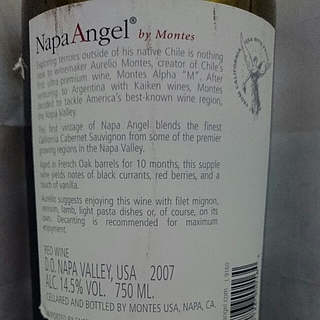 Napa Angel® by Montes
Exploring terroirs outside of his native Chile is nothing
new to winemaker Aurelio Montes, creator of Chile's
first ultra-premium wine, Montes Alpha "M". After
venturing to Argentina with Kaiken wines, Montes
decided to tackle America's best-known wine region,
the Napa Valley.
This first vintage of Napa Angel blends the finest
California Cabernet Sauvignon from some of the premier
growing regions in the Napa Valley.
Aged in French Oak barrels for 10 months, this supple
wine yields notes of black currants, red berries, and a
touch of vanilla.
Aurelio suggests enjoying this wine with filet mignon,
venison, lamb, light pasta dishes or, of course, on its
own. Decanting is recommended for maximum
enjoyment.
RED WINE
D.O. NAPA VALLEY, USA 2007
ALC. 14.5% VOL. 750 ML.
CELLARED AND BOTTLED BY MONTES USA, NAPA, CA.